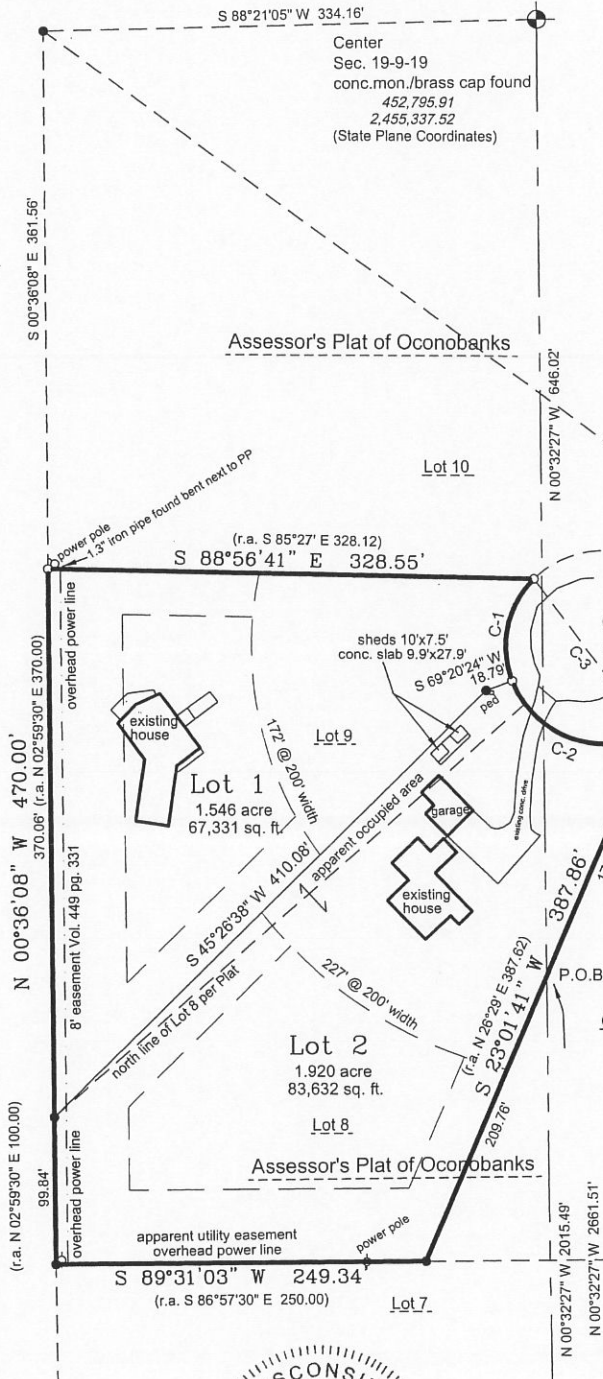 S 88°21'05" W 334.16'
Center
Sec. 19-9-19
conc.mon./brass cap found
452,795.91
2,455,337.52
(State Plane Coordinates)
S 00°36'08" E 361.56'
Assessor's Plat of Oconobanks
N 00°32'27" W 646.02'
Lot 10
power pole
1.3" iron pipe found bent next to PP
(r.a. S 85°27' E 328.12)
S 88°56'41" E 328.55'
overhead power line
sheds 10'x7.5'
conc. slab 9.9'x27.9'
C-1
C-3
S 69°20'24" W
18.79'
ped
C-2
existing
house
172' @ 200' width
Lot 9
Lot 1
1.546 acre
67,331 sq. ft.
N 00°36'08" W 470.00'
370.06' (r.a. N 02°59'30" E 370.00)
8' easement Vol. 449 pg. 331
S 45°26'38" W 410.08'
apparent occupied area
garage
existing conc. drive
existing
house
north line of Lot 8 per Plat
227' @ 200' width
387.86'
S 23°01'41" W
(r.a. N 26°29' E 387.62)
209.76'
P.O.B
Lot 2
1.920 acre
83,632 sq. ft.
Lot 8
Assessor's Plat of Oconobanks
(r.a. N 02°59'30" E 100.00)
99.84'
overhead power line
apparent utility easement
overhead power line
power pole
S 89°31'03" W 249.34'
(r.a. S 86°57'30" E 250.00)
Lot 7
N 00°32'27" W 2015.49'
N 00°32'27" W 2661.51'
SCONSI